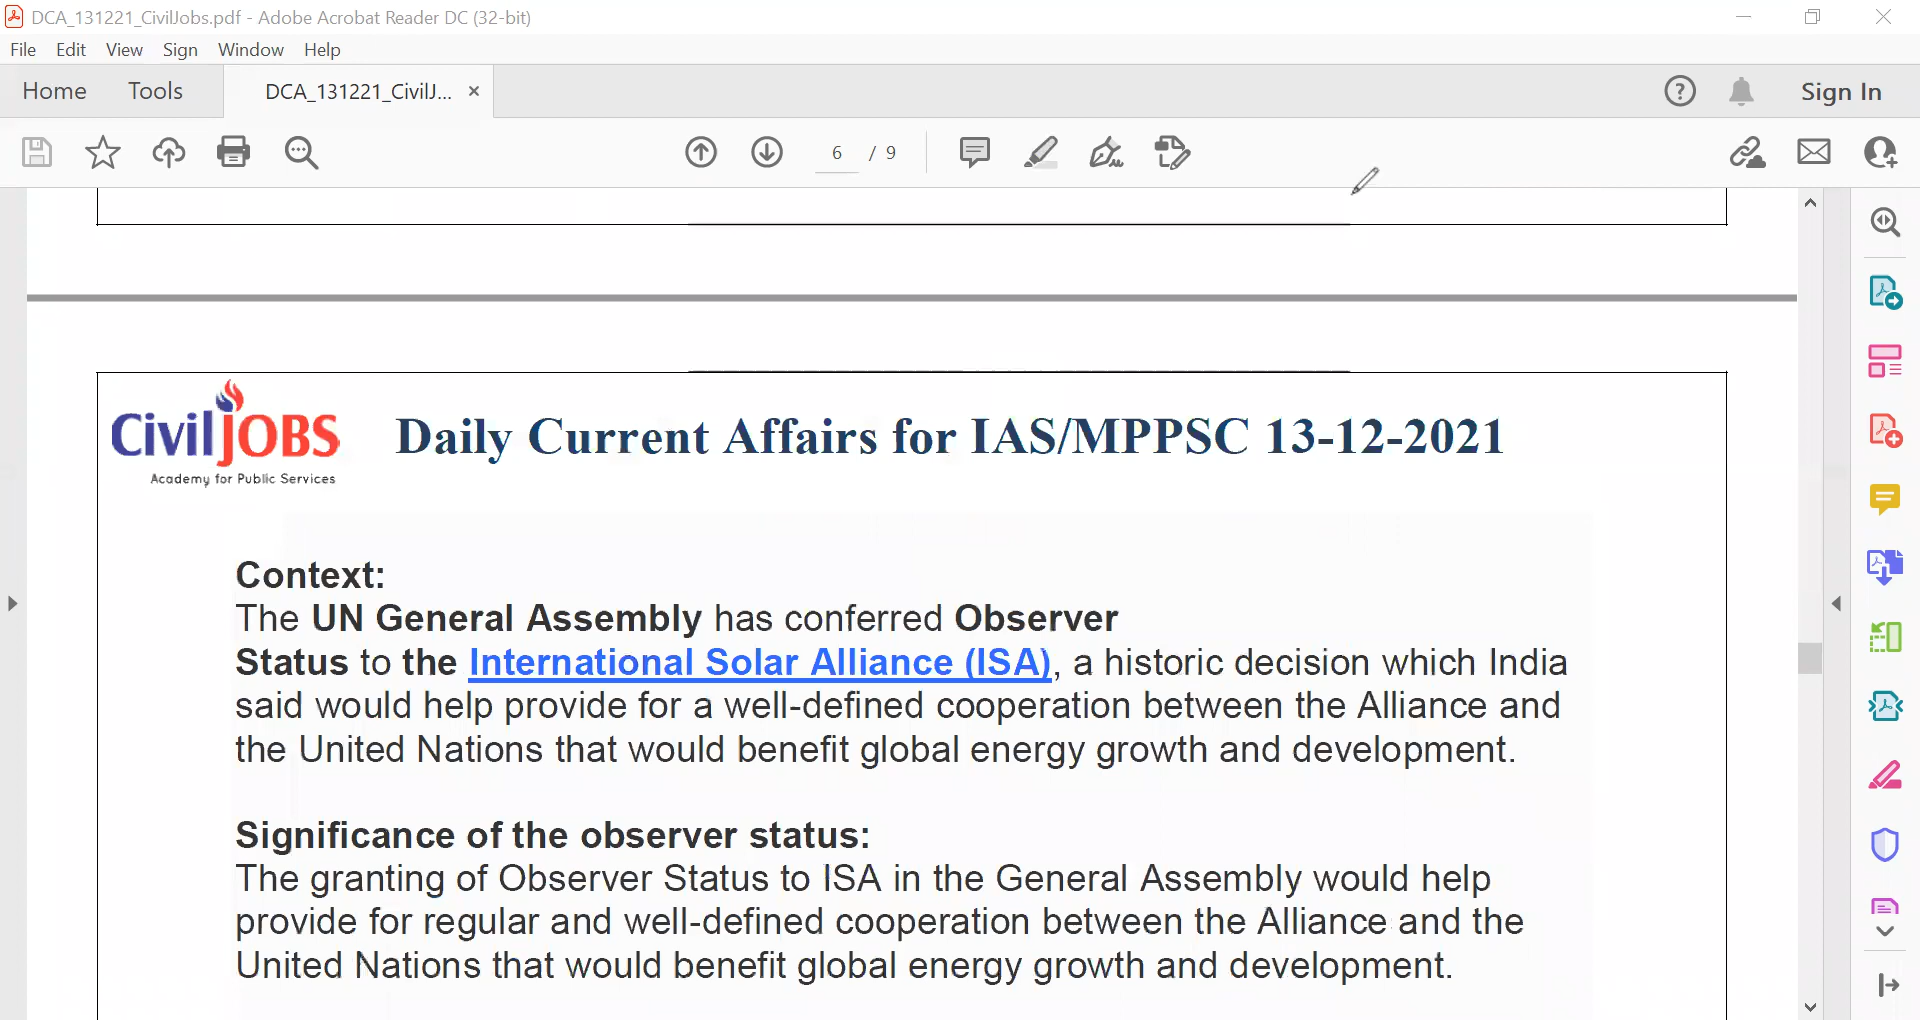 DCA_131221_CivilJobs.pdf - Adobe Acrobat Reader DC (32-bit)
File Edit View Sign Window Help
Home Tools DCA_131221_CivilJ... × Sign In
6 / 9
CivilJOBS
Academy for Public Services
Daily Current Affairs for IAS/MPPSC 13-12-2021
Context:
The UN General Assembly has conferred Observer
Status to the International Solar Alliance (ISA), a historic decision which India
said would help provide for a well-defined cooperation between the Alliance and
the United Nations that would benefit global energy growth and development.
Significance of the observer status:
The granting of Observer Status to ISA in the General Assembly would help
provide for regular and well-defined cooperation between the Alliance and the
United Nations that would benefit global energy growth and development.